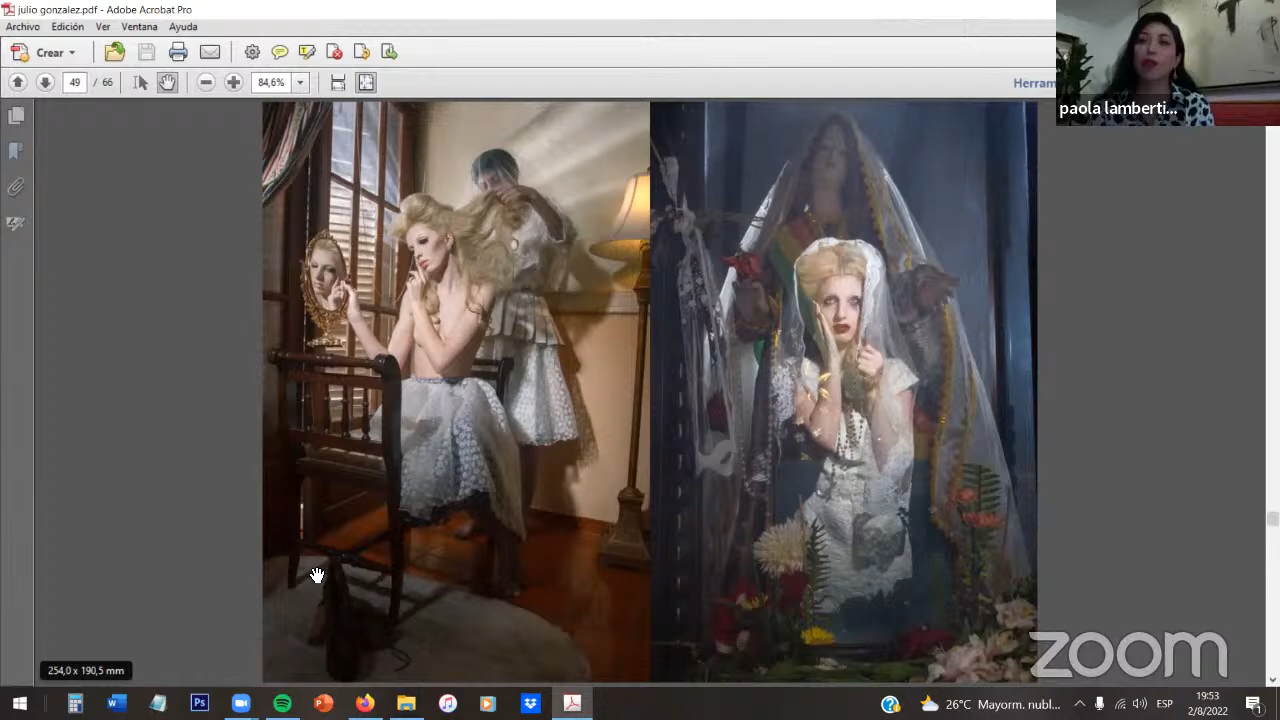 julio gonzalez.pdf - Adobe Acrobat Pro
Archivo Edición Ver Ventana Ayuda
Crear
49 / 66
84,6%
Herram
paola lamberti...
254,0 x 190,5 mm
zoom
26°C Mayorm. nubl...
ESP
19:53
2/8/2022
1